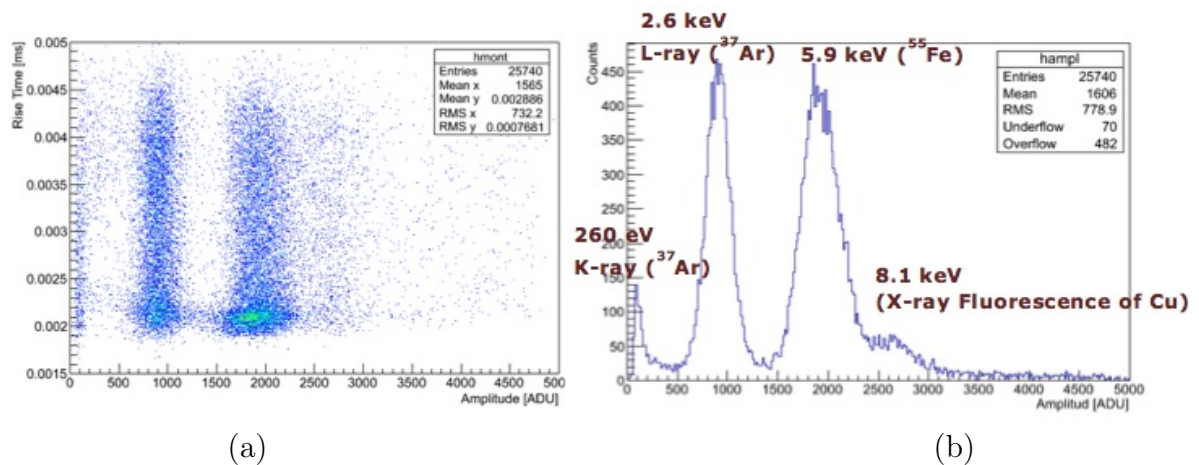 0.005
0.0045
0.004
0.0035
0.003
0.0025
0.002
0.0015
Rise Time [ms]
hmont
Entries 25740
Mean x 1565
Mean y 0.002886
RMS x 732.2
RMS y 0.0007681
0 500 1000 1500 2000 2500 3000 3500 4000 4500 5000
Amplitude [ADU]
(a)
2.6 keV
L-ray (³⁷Ar)
5.9 keV (⁵⁵Fe)
Counts
450
400
350
300
250
200
150
100
50
0
260 eV
K-ray (³⁷Ar)
8.1 keV
(X-ray Fluorescence of Cu)
hampl
Entries 25740
Mean 1606
RMS 778.9
Underflow 70
Overflow 482
0 500 1000 1500 2000 2500 3000 3500 4000 4500 5000
Amplitud [ADU]
(b)